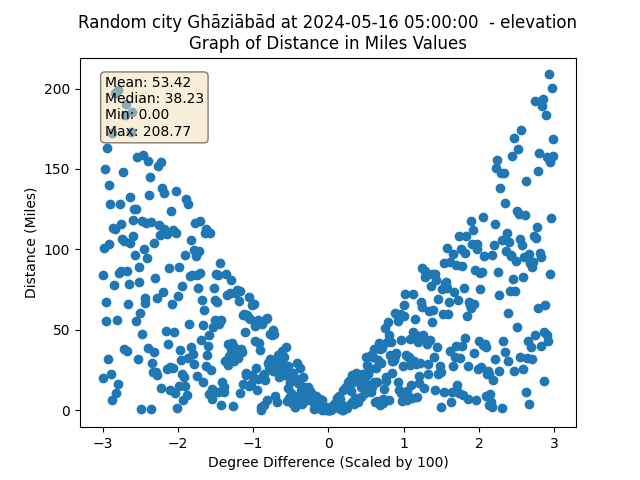 Random city Ghāziābād at 2024-05-16 05:00:00 - elevation
Graph of Distance in Miles Values
Mean: 53.42
Median: 38.23
Min: 0.00
Max: 208.77
Distance (Miles)
200
150
100
50
0
−3 −2 −1 0 1 2 3
Degree Difference (Scaled by 100)